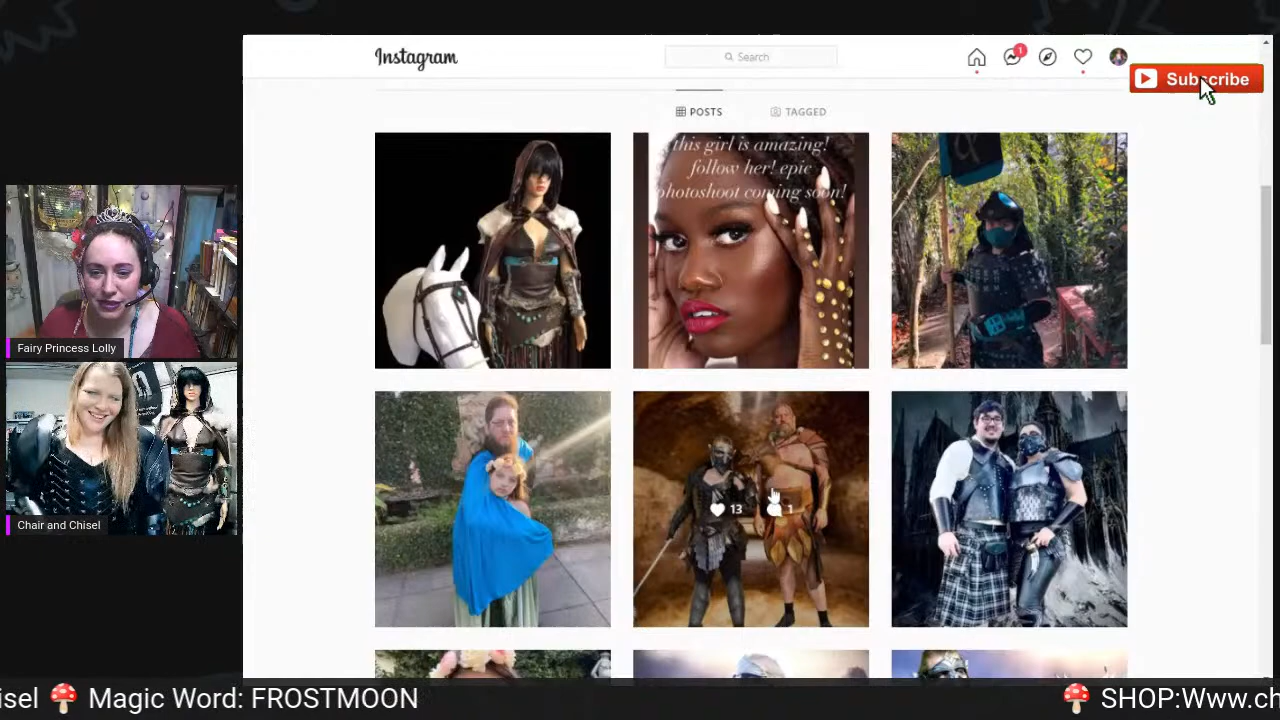 Instagram
Search
1
Subscribe
POSTS
TAGGED
this girl is amazing!
follow her! epic
photoshoot coming soon!
13
1
Fairy Princess Lolly
Chair and Chisel
isel 🍄 Magic Word: FROSTMOON
🍄 SHOP:Www.ch